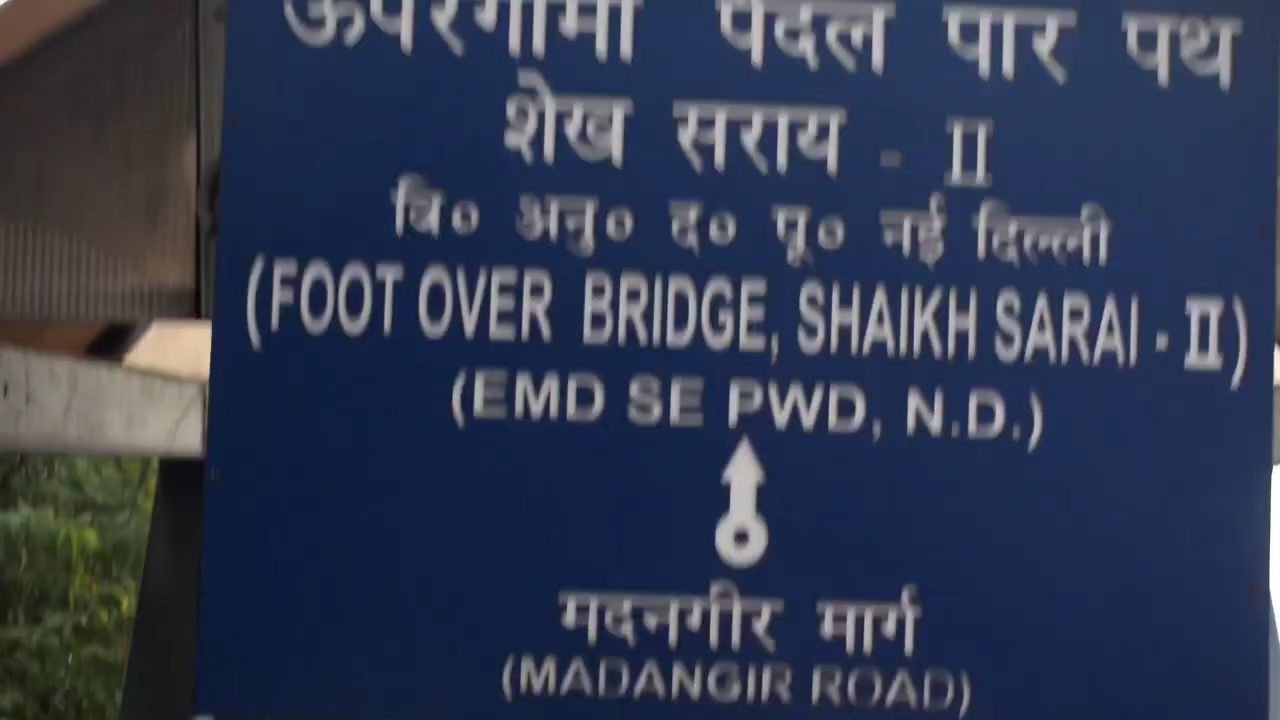 ऊपरगामी पैदल पार पथ
शेख सराय - II
वि० अनु० द० पू० नई दिल्ली
(FOOT OVER BRIDGE, SHAIKH SARAI - II)
(EMD SE PWD, N.D.)
मदनगीर मार्ग
(MADANGIR ROAD)